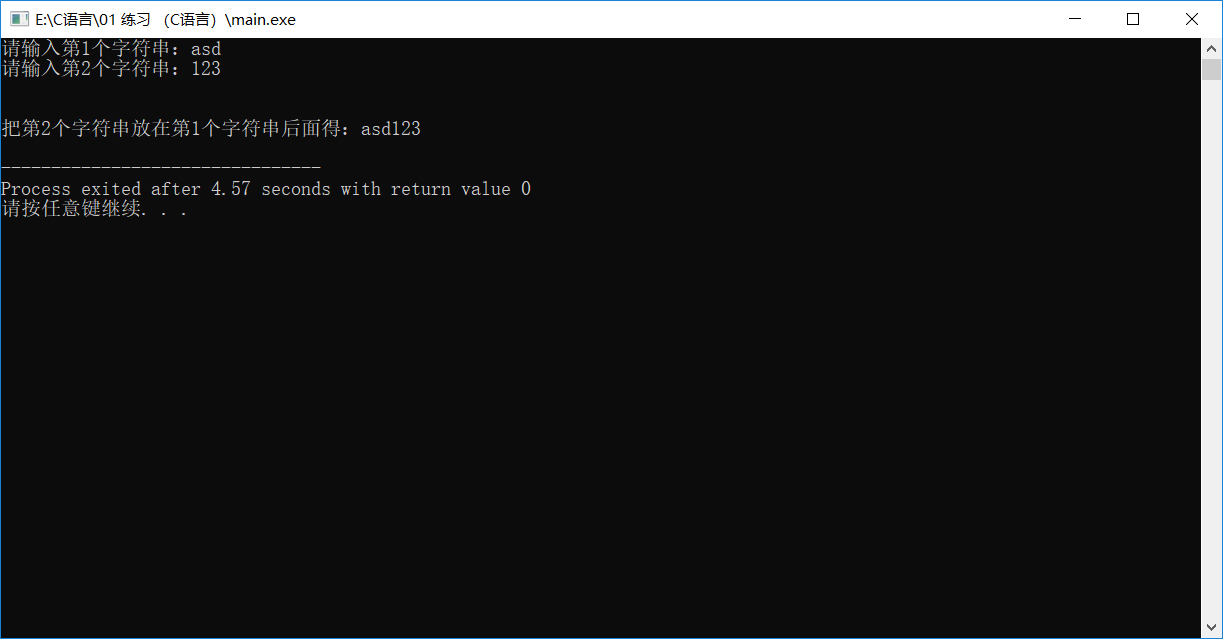 E:\C语言\01 练习 （C语言）\main.exe
请输入第1个字符串：asd
请输入第2个字符串：123
把第2个字符串放在第1个字符串后面得：asd123
--------------------------------
Process exited after 4.57 seconds with return value 0
请按任意键继续. . .